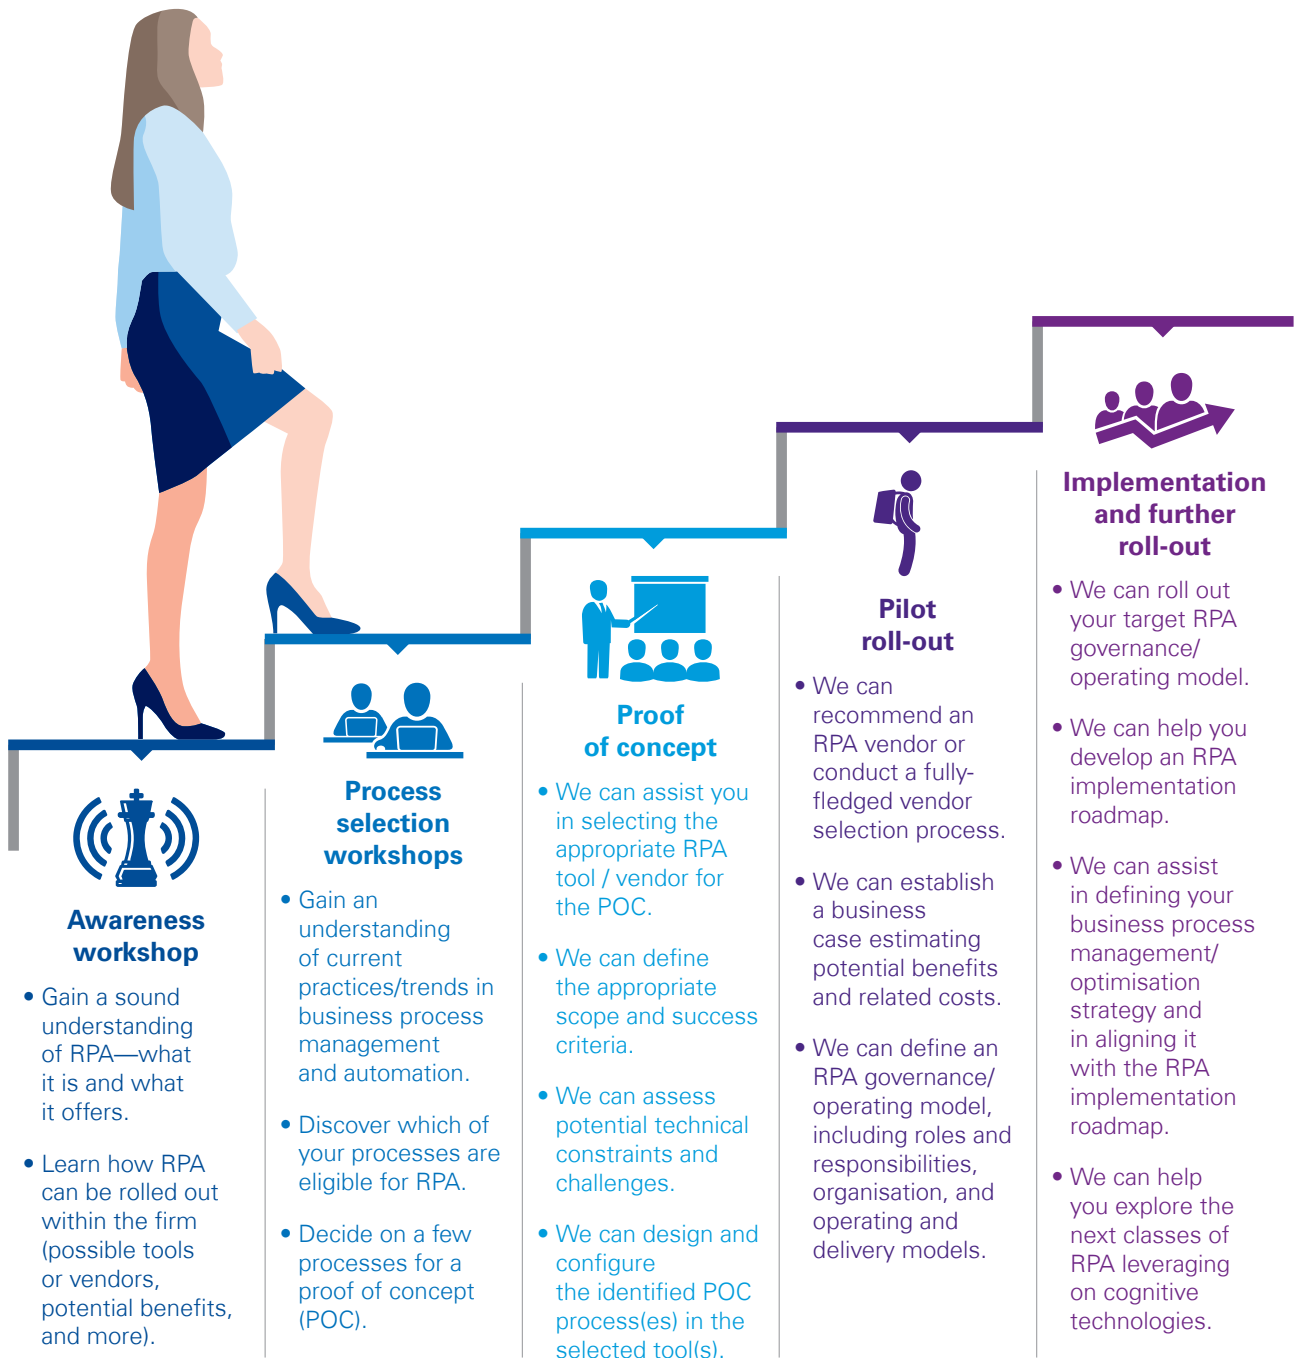 Awareness
workshop
• Gain a sound
understanding
of RPA—what
it is and what
it offers.
• Learn how RPA
can be rolled out
within the firm
(possible tools
or vendors,
potential benefits,
and more).
Process
selection
workshops
• Gain an
understanding
of current
practices/trends in
business process
management
and automation.
• Discover which of
your processes are
eligible for RPA.
• Decide on a few
processes for a
proof of concept
(POC).
Proof
of concept
• We can assist you
in selecting the
appropriate RPA
tool / vendor for
the POC.
• We can define
the appropriate
scope and success
criteria.
• We can assess
potential technical
constraints and
challenges.
• We can design and
configure
the identified POC
process(es) in the
selected tool(s).
Pilot
roll-out
• We can
recommend an
RPA vendor or
conduct a fully-
fledged vendor
selection process.
• We can establish
a business
case estimating
potential benefits
and related costs.
• We can define an
RPA governance/
operating model,
including roles and
responsibilities,
organisation, and
operating and
delivery models.
Implementation
and further
roll-out
• We can roll out
your target RPA
governance/
operating model.
• We can help you
develop an RPA
implementation
roadmap.
• We can assist
in defining your
business process
management/
optimisation
strategy and
in aligning it
with the RPA
implementation
roadmap.
• We can help
you explore the
next classes of
RPA leveraging
on cognitive
technologies.